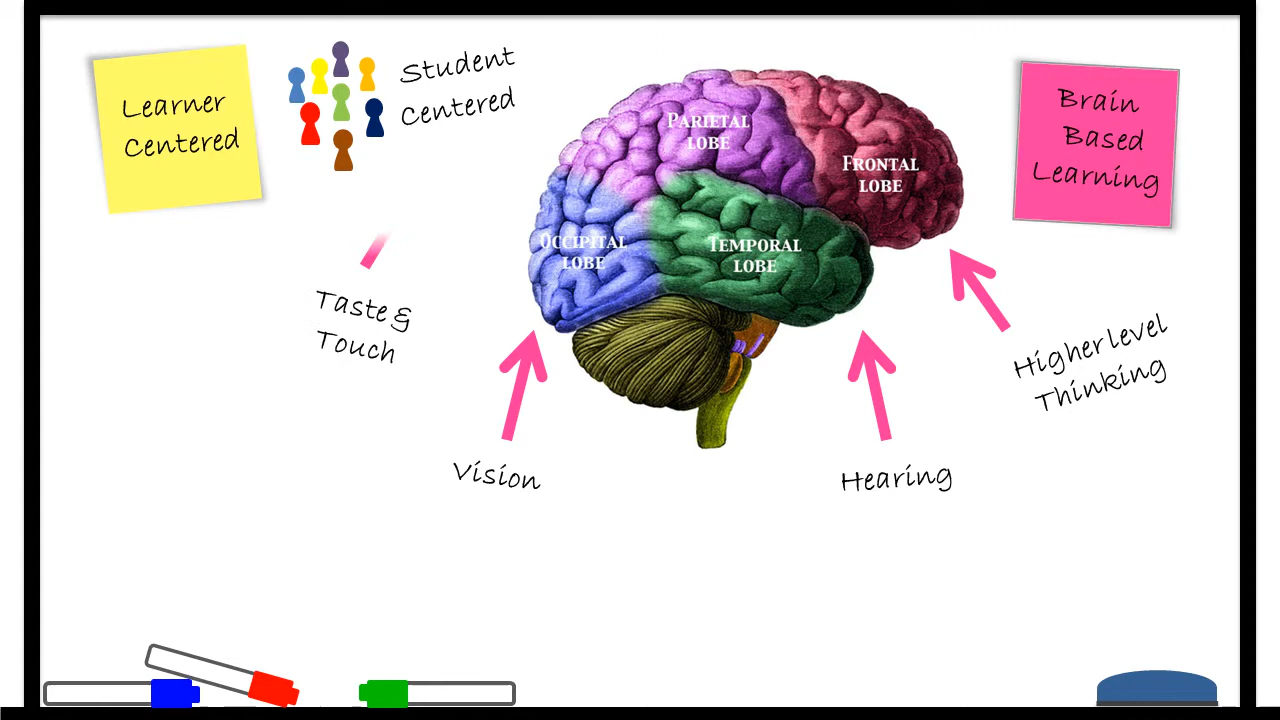 Learner
Centered
Student
Centered
Brain
Based
Learning
PARIETAL
LOBE
FRONTAL
LOBE
OCCIPITAL
LOBE
TEMPORAL
LOBE
Taste &
Touch
Higher level
Thinking
Vision
Hearing